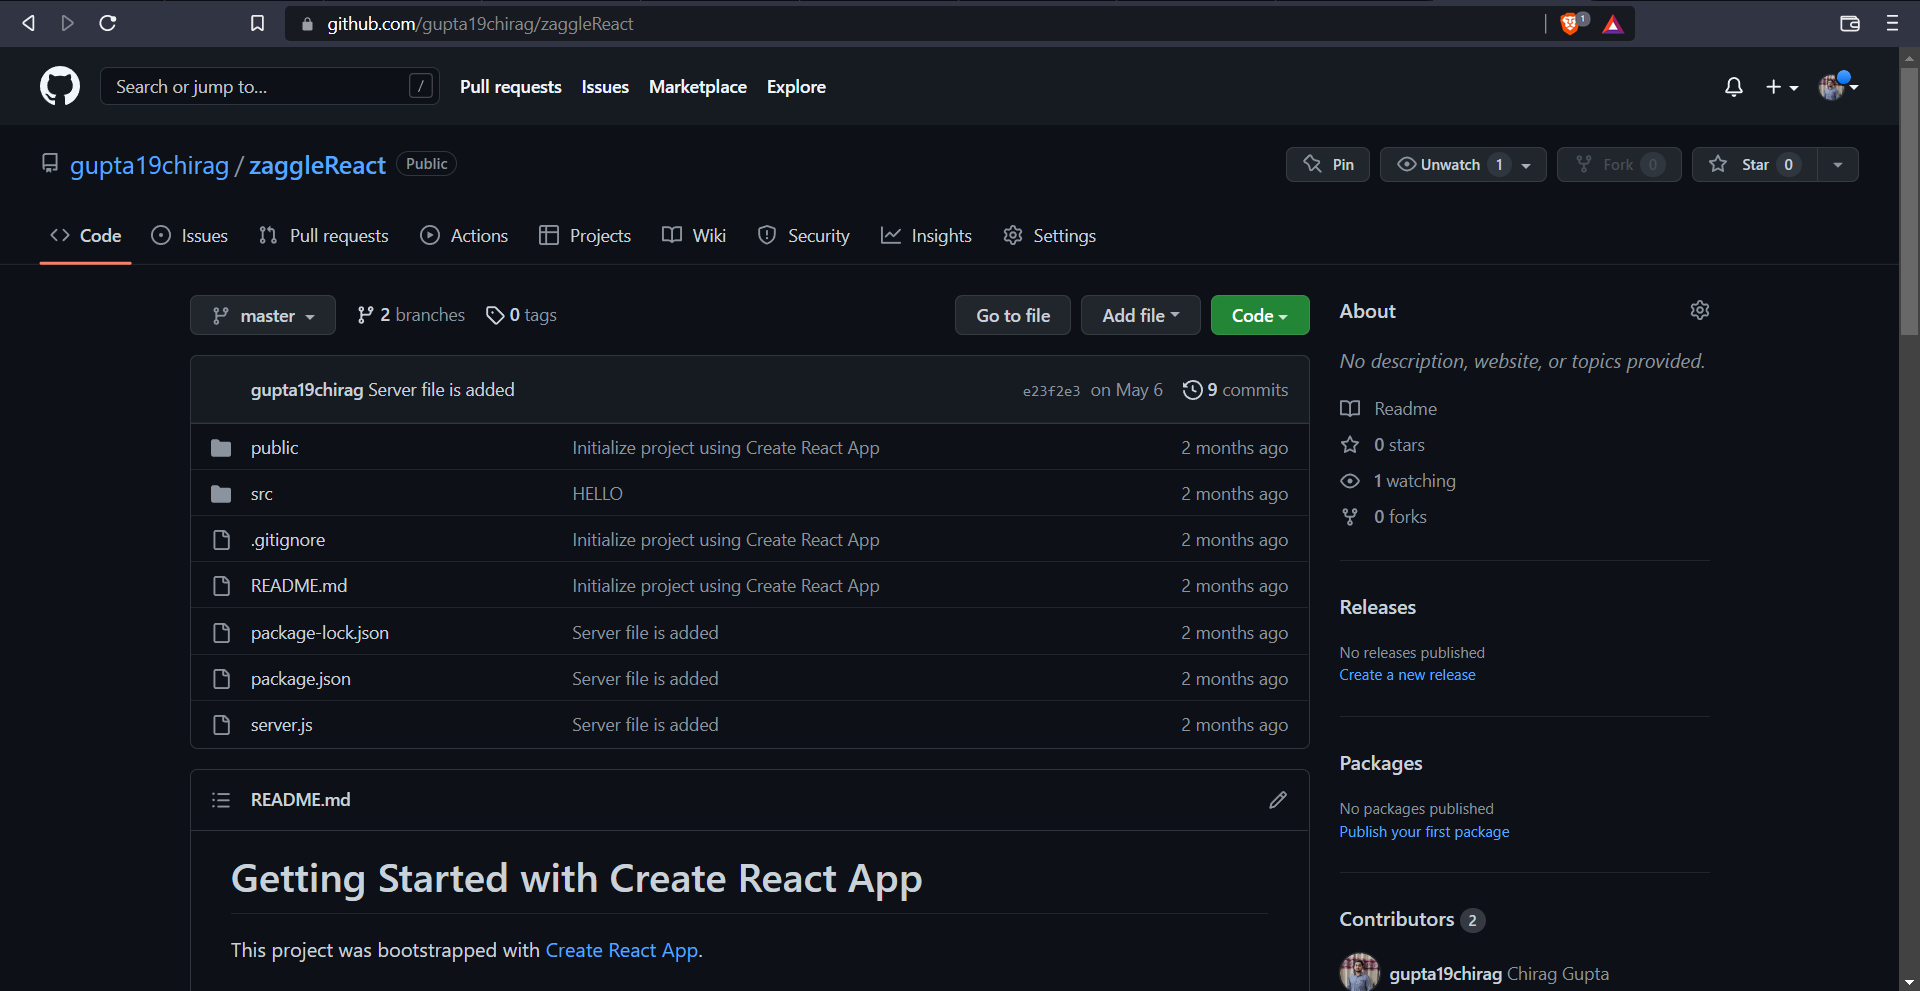 github.com/gupta19chirag/zaggleReact
1
Search or jump to... /
Pull requests Issues Marketplace Explore
gupta19chirag / zaggleReact Public
Pin Unwatch 1 Fork 0 Star 0
Code Issues Pull requests Actions Projects Wiki Security Insights Settings
master 2 branches 0 tags Go to file Add file Code
gupta19chirag Server file is added e23f2e3 on May 6 9 commits
public Initialize project using Create React App 2 months ago
src HELLO 2 months ago
.gitignore Initialize project using Create React App 2 months ago
README.md Initialize project using Create React App 2 months ago
package-lock.json Server file is added 2 months ago
package.json Server file is added 2 months ago
server.js Server file is added 2 months ago
README.md
Getting Started with Create React App
This project was bootstrapped with Create React App.
About
No description, website, or topics provided.
Readme
0 stars
1 watching
0 forks
Releases
No releases published
Create a new release
Packages
No packages published
Publish your first package
Contributors 2
gupta19chirag Chirag Gupta